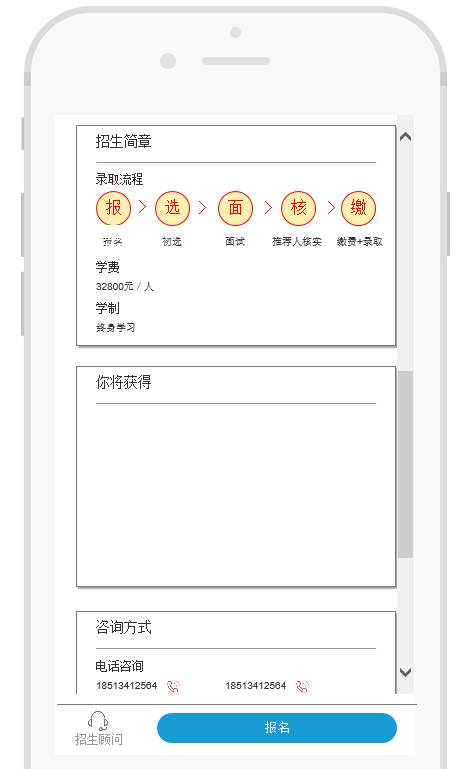 招生简章
录取流程
报 选 面 核 缴
报名 初选 面试 推荐人核实 缴费+录取
学费
32800元 / 人
学制
终身学习
你将获得
咨询方式
电话咨询
18513412564 18513412564
招生顾问 报名